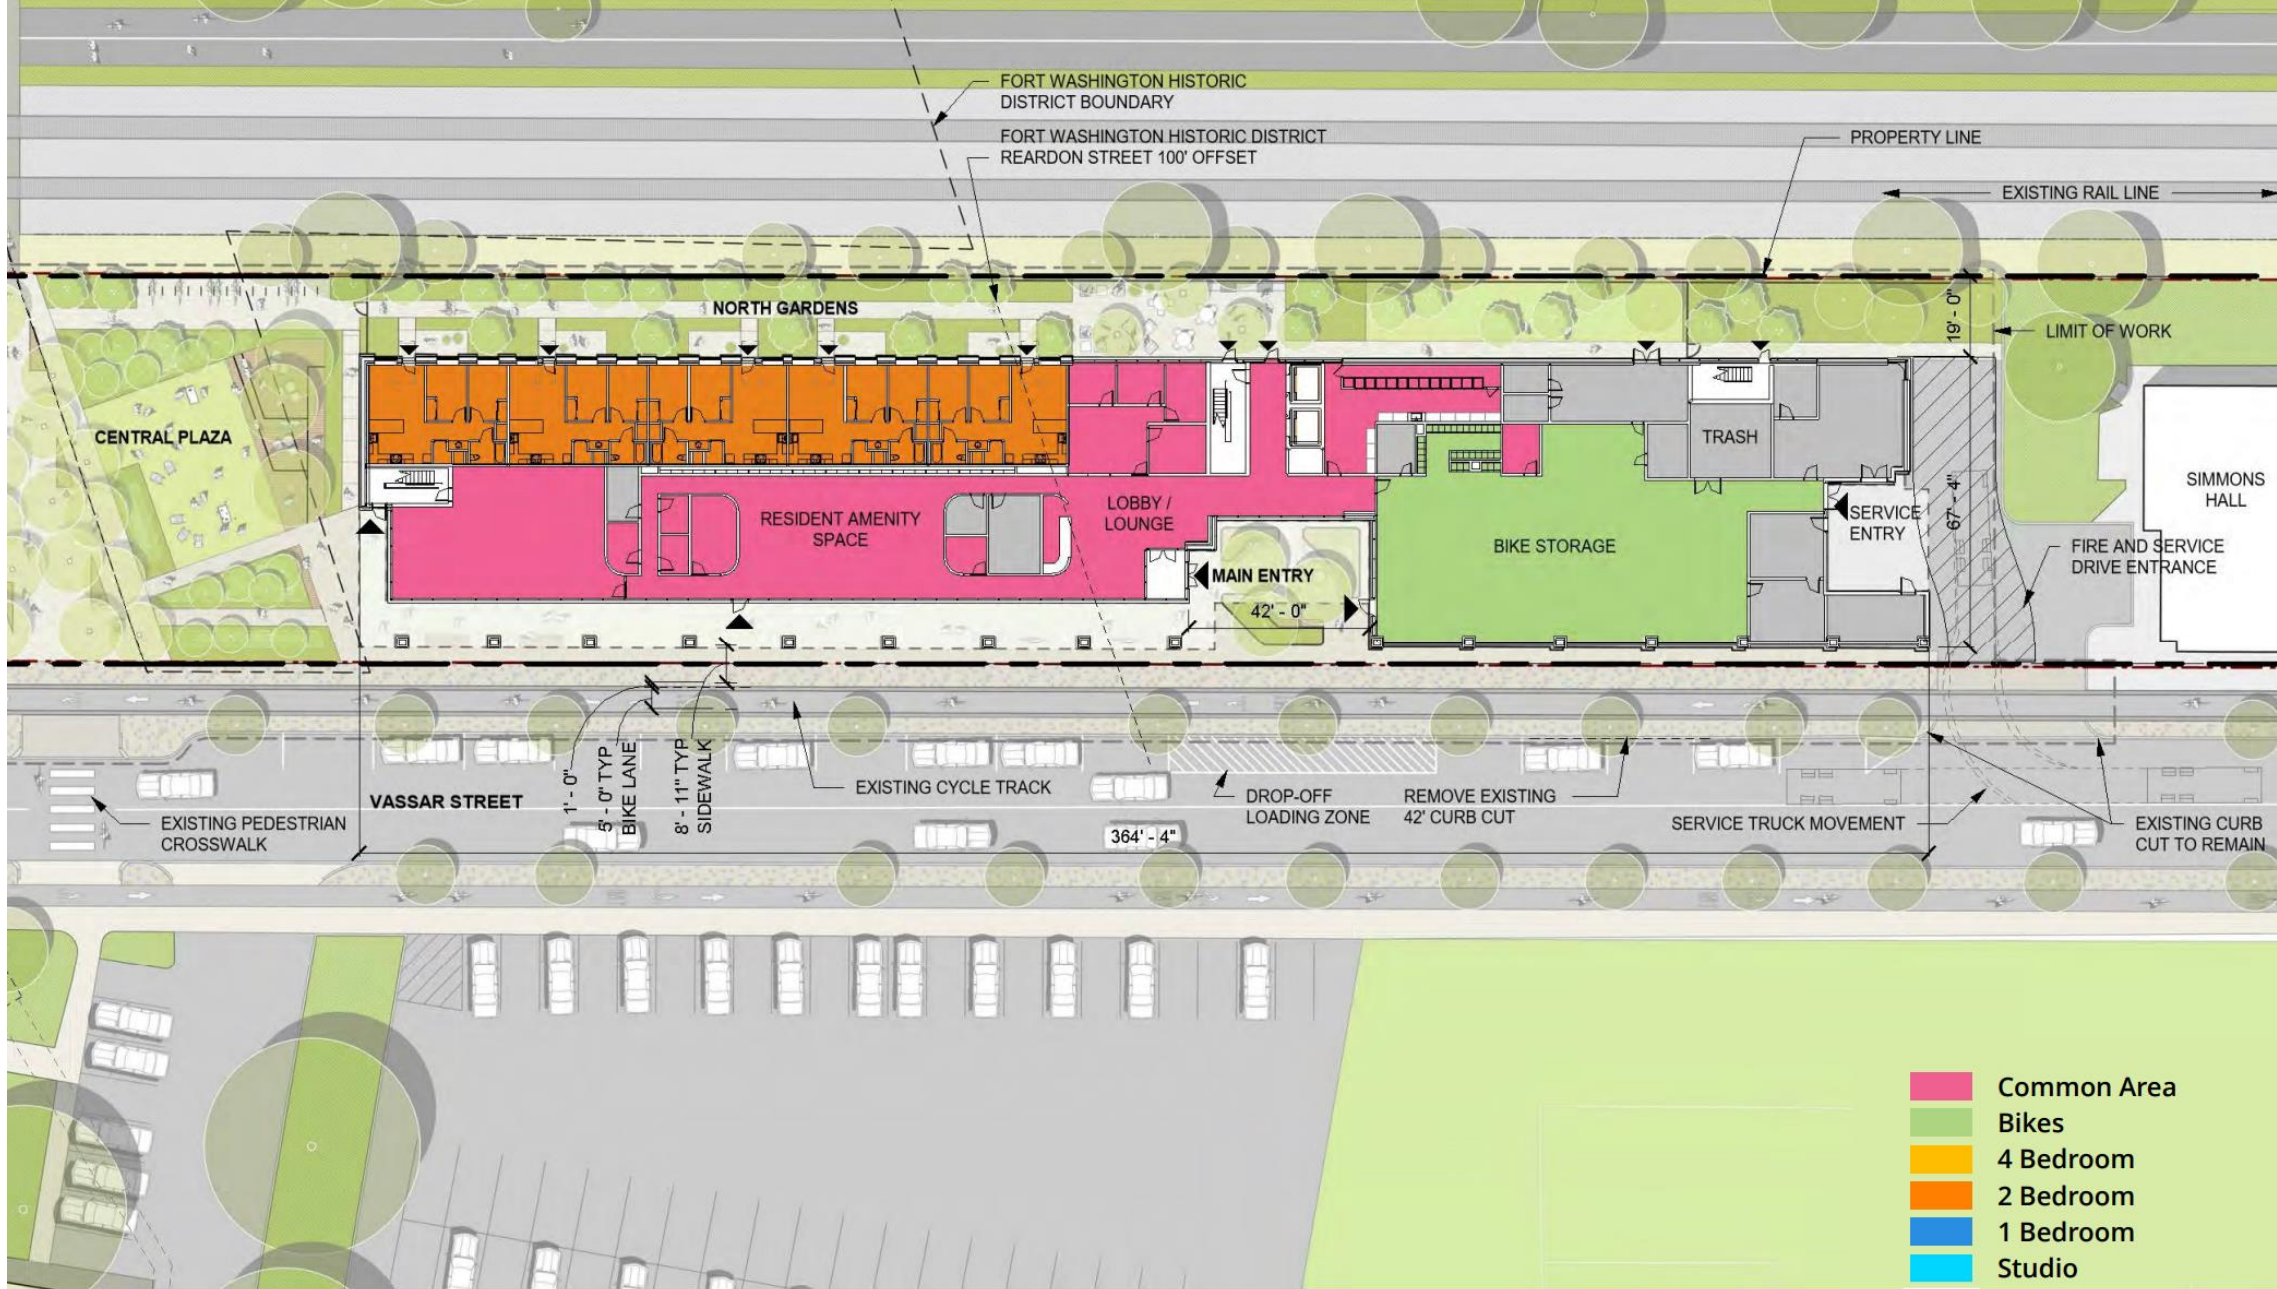 FORT WASHINGTON HISTORIC
DISTRICT BOUNDARY
FORT WASHINGTON HISTORIC DISTRICT
REARDON STREET 100' OFFSET
PROPERTY LINE
EXISTING RAIL LINE
NORTH GARDENS
19' - 0"
LIMIT OF WORK
CENTRAL PLAZA
TRASH
SIMMONS
HALL
RESIDENT AMENITY
SPACE
LOBBY /
LOUNGE
BIKE STORAGE
SERVICE
ENTRY
67' - 4"
FIRE AND SERVICE
DRIVE ENTRANCE
MAIN ENTRY
42' - 0"
1' - 0"
5' - 0" TYP
BIKE LANE
8' - 11" TYP
SIDEWALK
EXISTING CYCLE TRACK
VASSAR STREET
DROP-OFF
LOADING ZONE
REMOVE EXISTING
42' CURB CUT
EXISTING PEDESTRIAN
CROSSWALK
364' - 4"
SERVICE TRUCK MOVEMENT
EXISTING CURB
CUT TO REMAIN
Common Area
Bikes
4 Bedroom
2 Bedroom
1 Bedroom
Studio